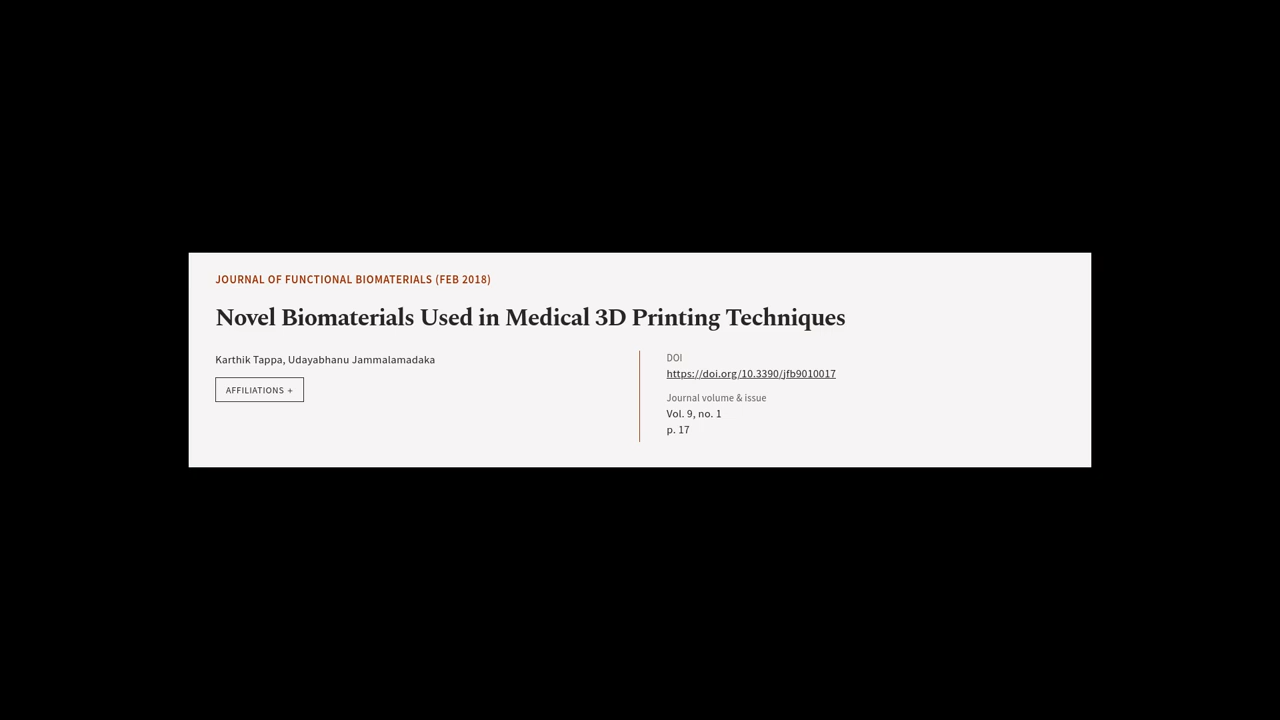 JOURNAL OF FUNCTIONAL BIOMATERIALS (FEB 2018)
Novel Biomaterials Used in Medical 3D Printing Techniques
Karthik Tappa, Udayabhanu Jammalamadaka
AFFILIATIONS +
DOI
https://doi.org/10.3390/jfb9010017
Journal volume & issue
Vol. 9, no. 1
p. 17